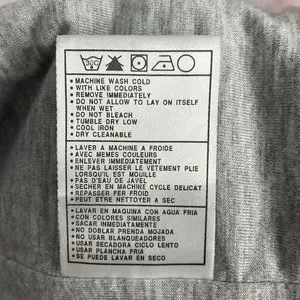 30C
• MACHINE WASH COLD
• WITH LIKE COLORS
• REMOVE IMMEDIATELY
• DO NOT ALLOW TO LAY ON ITSELF
WHEN WET
• DO NOT BLEACH
• TUMBLE DRY LOW
• COOL IRON
• DRY CLEANABLE
• LAVER A MACHINE A FROIDE
• AVEC MEMES COULEURS
• ENLEVER IMMEDIATEMENT
• NE PAS LAISSER LE VETEMENT PLIE
LORSQU'IL EST MOUILLE
• PAS D'EAU DE JAVEL
• SECHER EN MACHINE CYCLE DELICAT
• REPASSER FER FROID
• PEUT ETRE NETTOYER A SEC
• LAVAR EN MAQUINA CON AGUA FRIA
• CON COLORES SIMILARES
• SACAR IMMEDIATAMENTE
• NO DOBLAR PRENDA MOJADA
• NO USAR BLANQUEADORES
• USAR SECADORA CICLO LENTO
• USAR PLANCHA TIBIA
• SE PUEDE LAVAR EN SECO